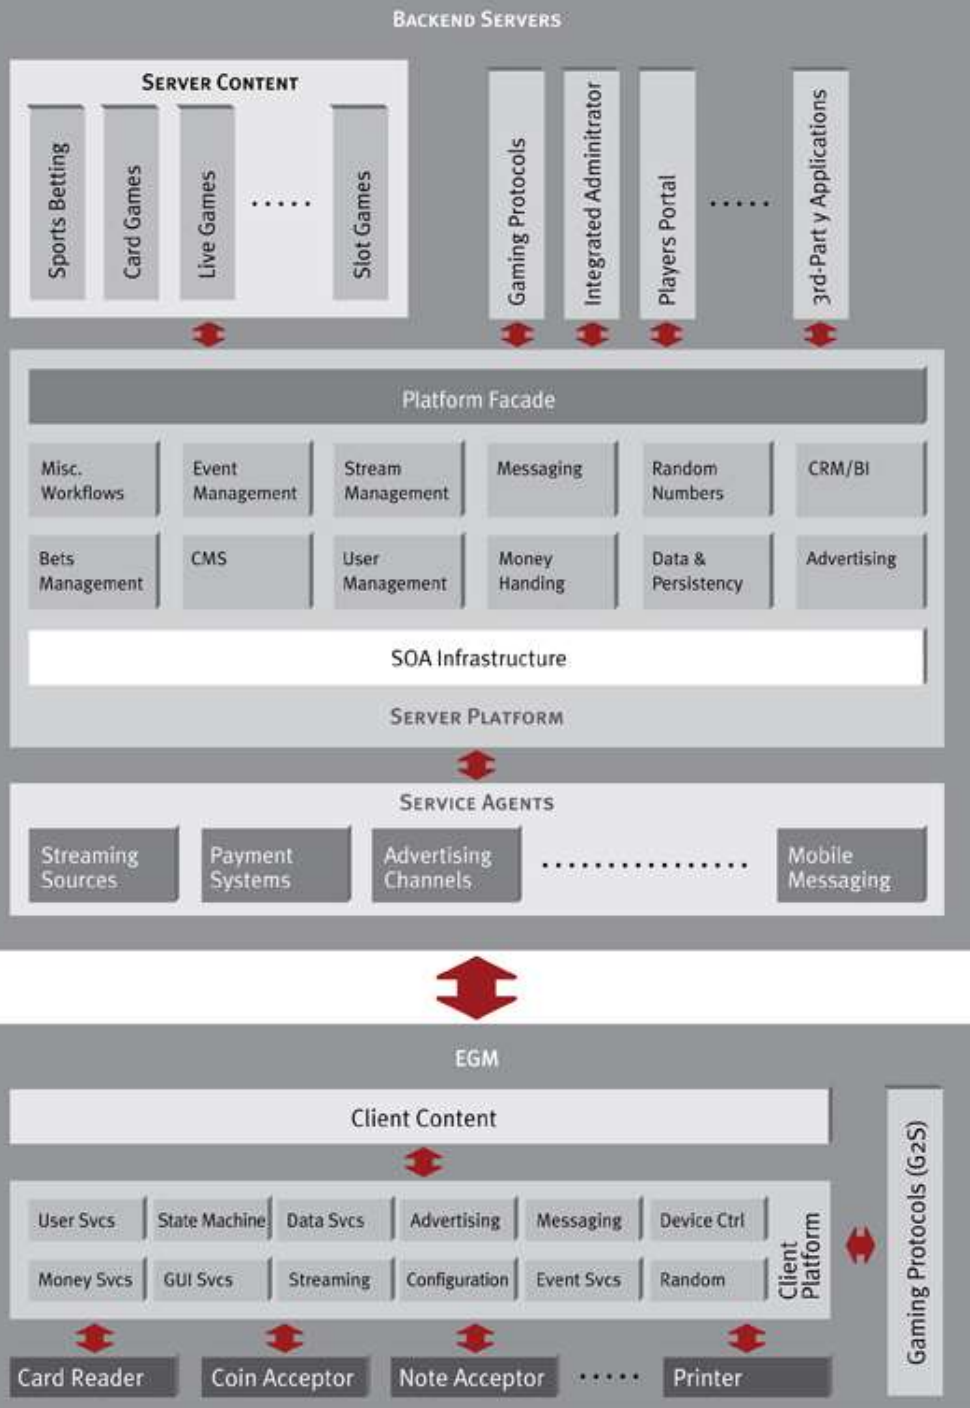 BACKEND SERVERS
SERVER CONTENT
Sports Betting
Card Games
Live Games
.....
Slot Games
Gaming Protocols
Integrated Adminitrator
Players Portal
.....
3rd-Part y Applications
Platform Facade
Misc.
Workflows
Event
Management
Stream
Management
Messaging
Random
Numbers
CRM/BI
Bets
Management
CMS
User
Management
Money
Handing
Data &
Persistency
Advertising
SOA Infrastructure
SERVER PLATFORM
SERVICE AGENTS
Streaming
Sources
Payment
Systems
Advertising
Channels
................
Mobile
Messaging
EGM
Client Content
User Svcs
State Machine
Data Svcs
Advertising
Messaging
Device Ctrl
Money Svcs
GUI Svcs
Streaming
Configuration
Event Svcs
Random
Client
Platform
Gaming Protocols (G2S)
Card Reader
Coin Acceptor
Note Acceptor
.....
Printer